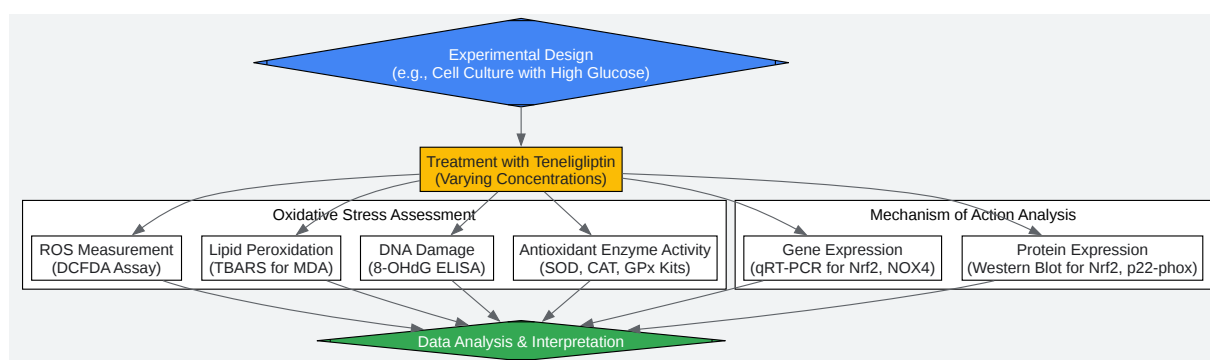 Experimental Design
(e.g., Cell Culture with High Glucose)
Treatment with Teneligliptin
(Varying Concentrations)
Oxidative Stress Assessment
ROS Measurement
(DCFDA Assay)
Lipid Peroxidation
(TBARS for MDA)
DNA Damage
(8-OHdG ELISA)
Antioxidant Enzyme Activity
(SOD, CAT, GPx Kits)
Mechanism of Action Analysis
Gene Expression
(qRT-PCR for Nrf2, NOX4)
Protein Expression
(Western Blot for Nrf2, p22-phox)
Data Analysis & Interpretation